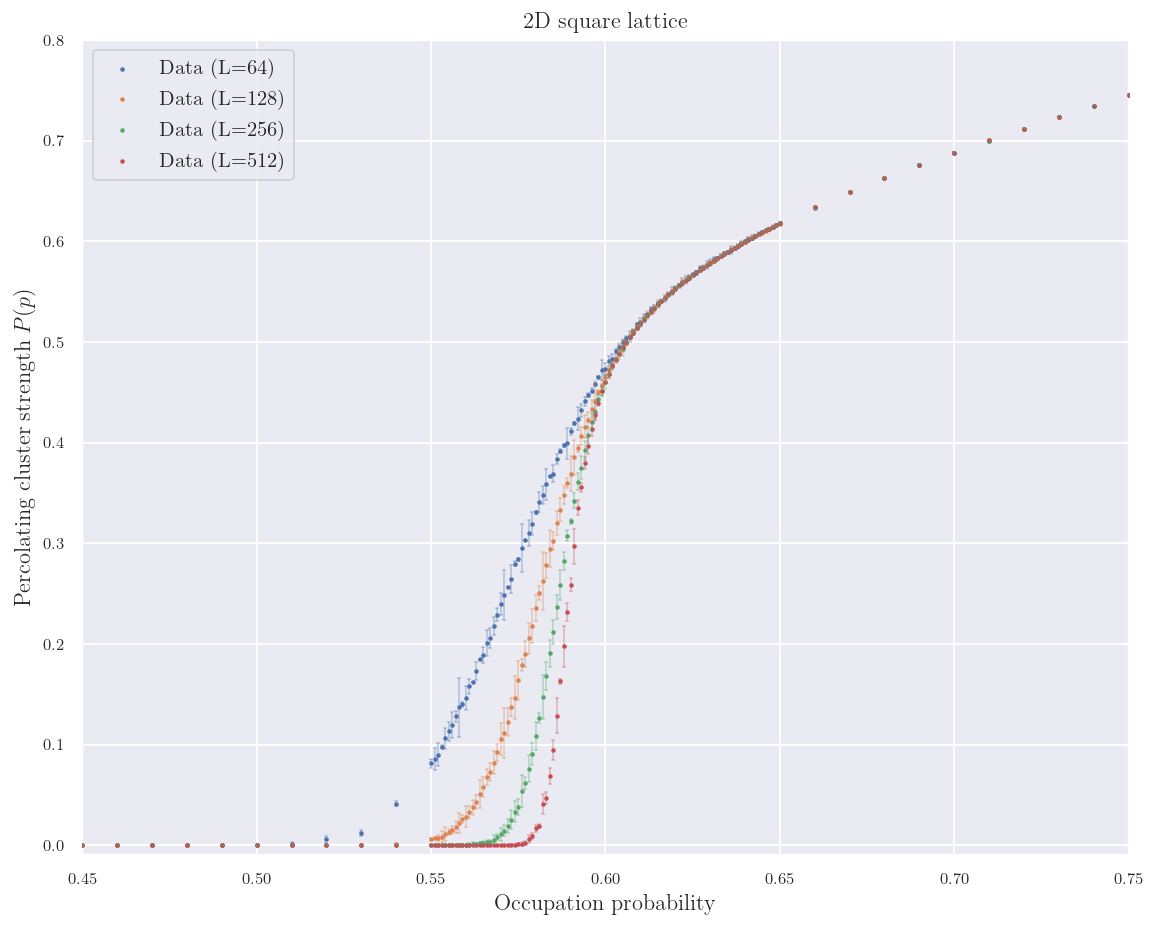 2D square lattice
0.8
0.7
0.6
0.5
0.4
0.3
0.2
0.1
0.0
Percolating cluster strength P(p)
Data (L=64)
Data (L=128)
Data (L=256)
Data (L=512)
0.45 0.50 0.55 0.60 0.65 0.70 0.75
Occupation probability